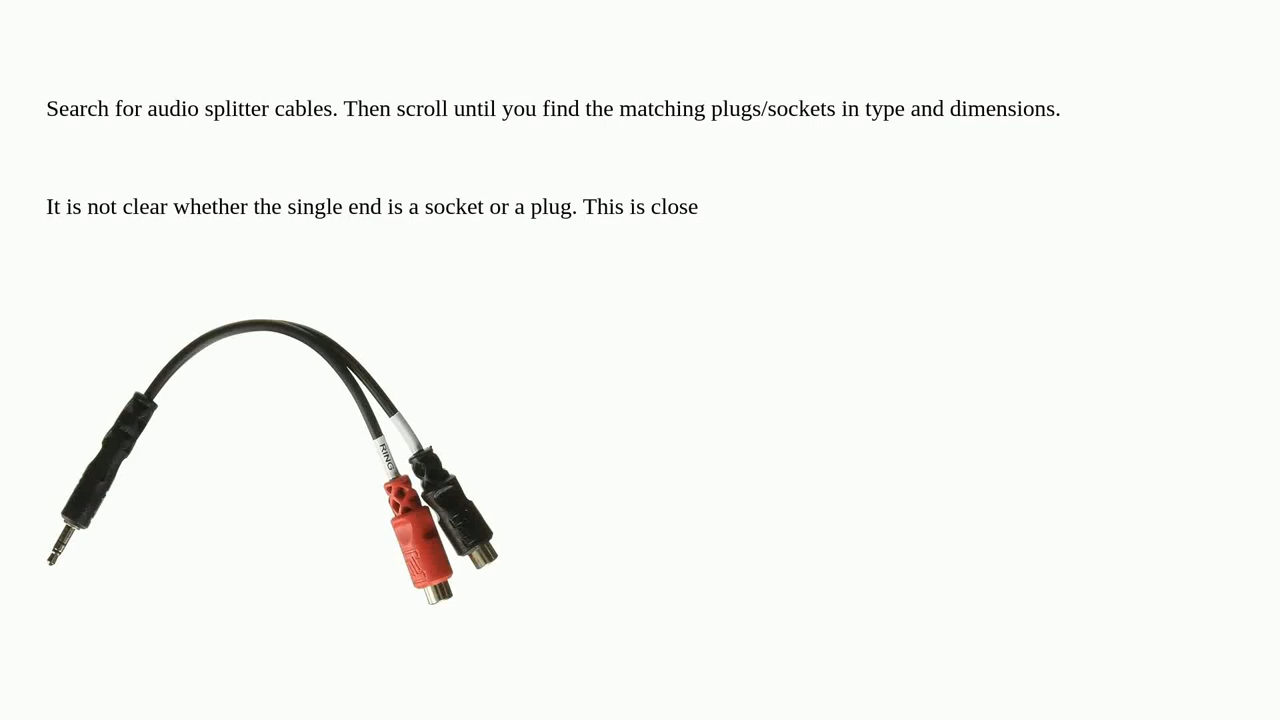 Search for audio splitter cables. Then scroll until you find the matching plugs/sockets in type and dimensions.
It is not clear whether the single end is a socket or a plug. This is close
RING